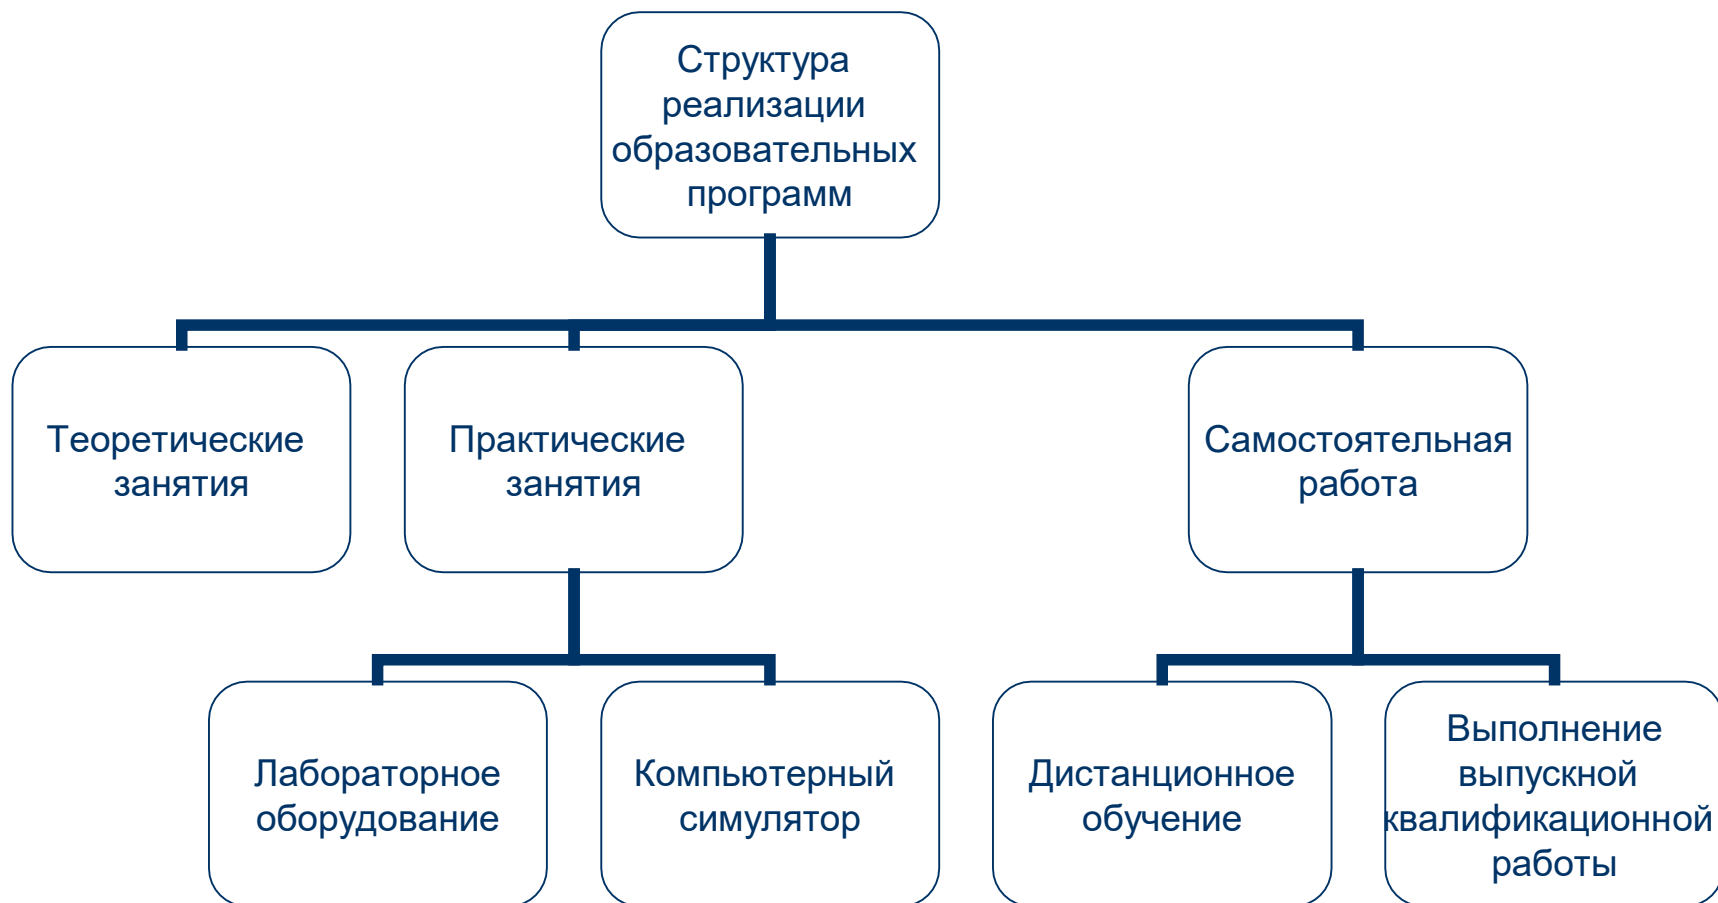 Структура
реализации
образовательных
программ
Теоретические
занятия
Практические
занятия
Самостоятельная
работа
Лабораторное
оборудование
Компьютерный
симулятор
Дистанционное
обучение
Выполнение
выпускной
квалификационной
работы